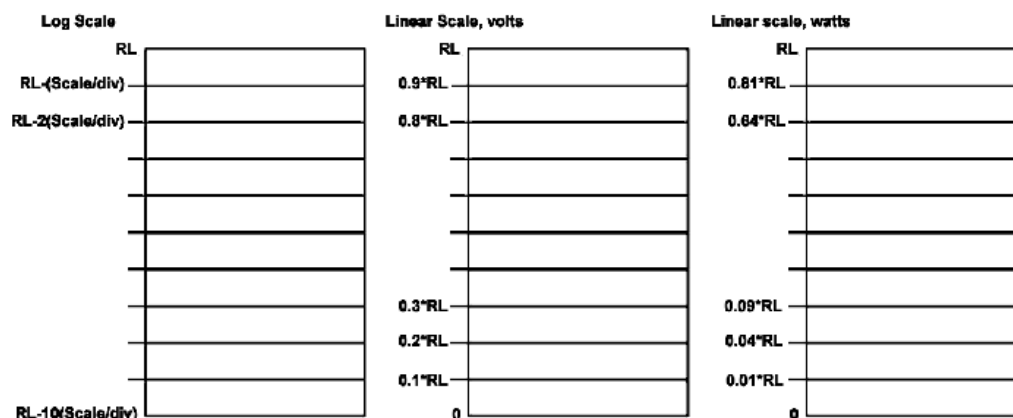 Log Scale
RL
RL-(Scale/div)
RL-2(Scale/div)
RL-10(Scale/div)
Linear Scale, volts
RL
0.9*RL
0.8*RL
0.3*RL
0.2*RL
0.1*RL
0
Linear scale, watts
RL
0.81*RL
0.64*RL
0.09*RL
0.04*RL
0.01*RL
0